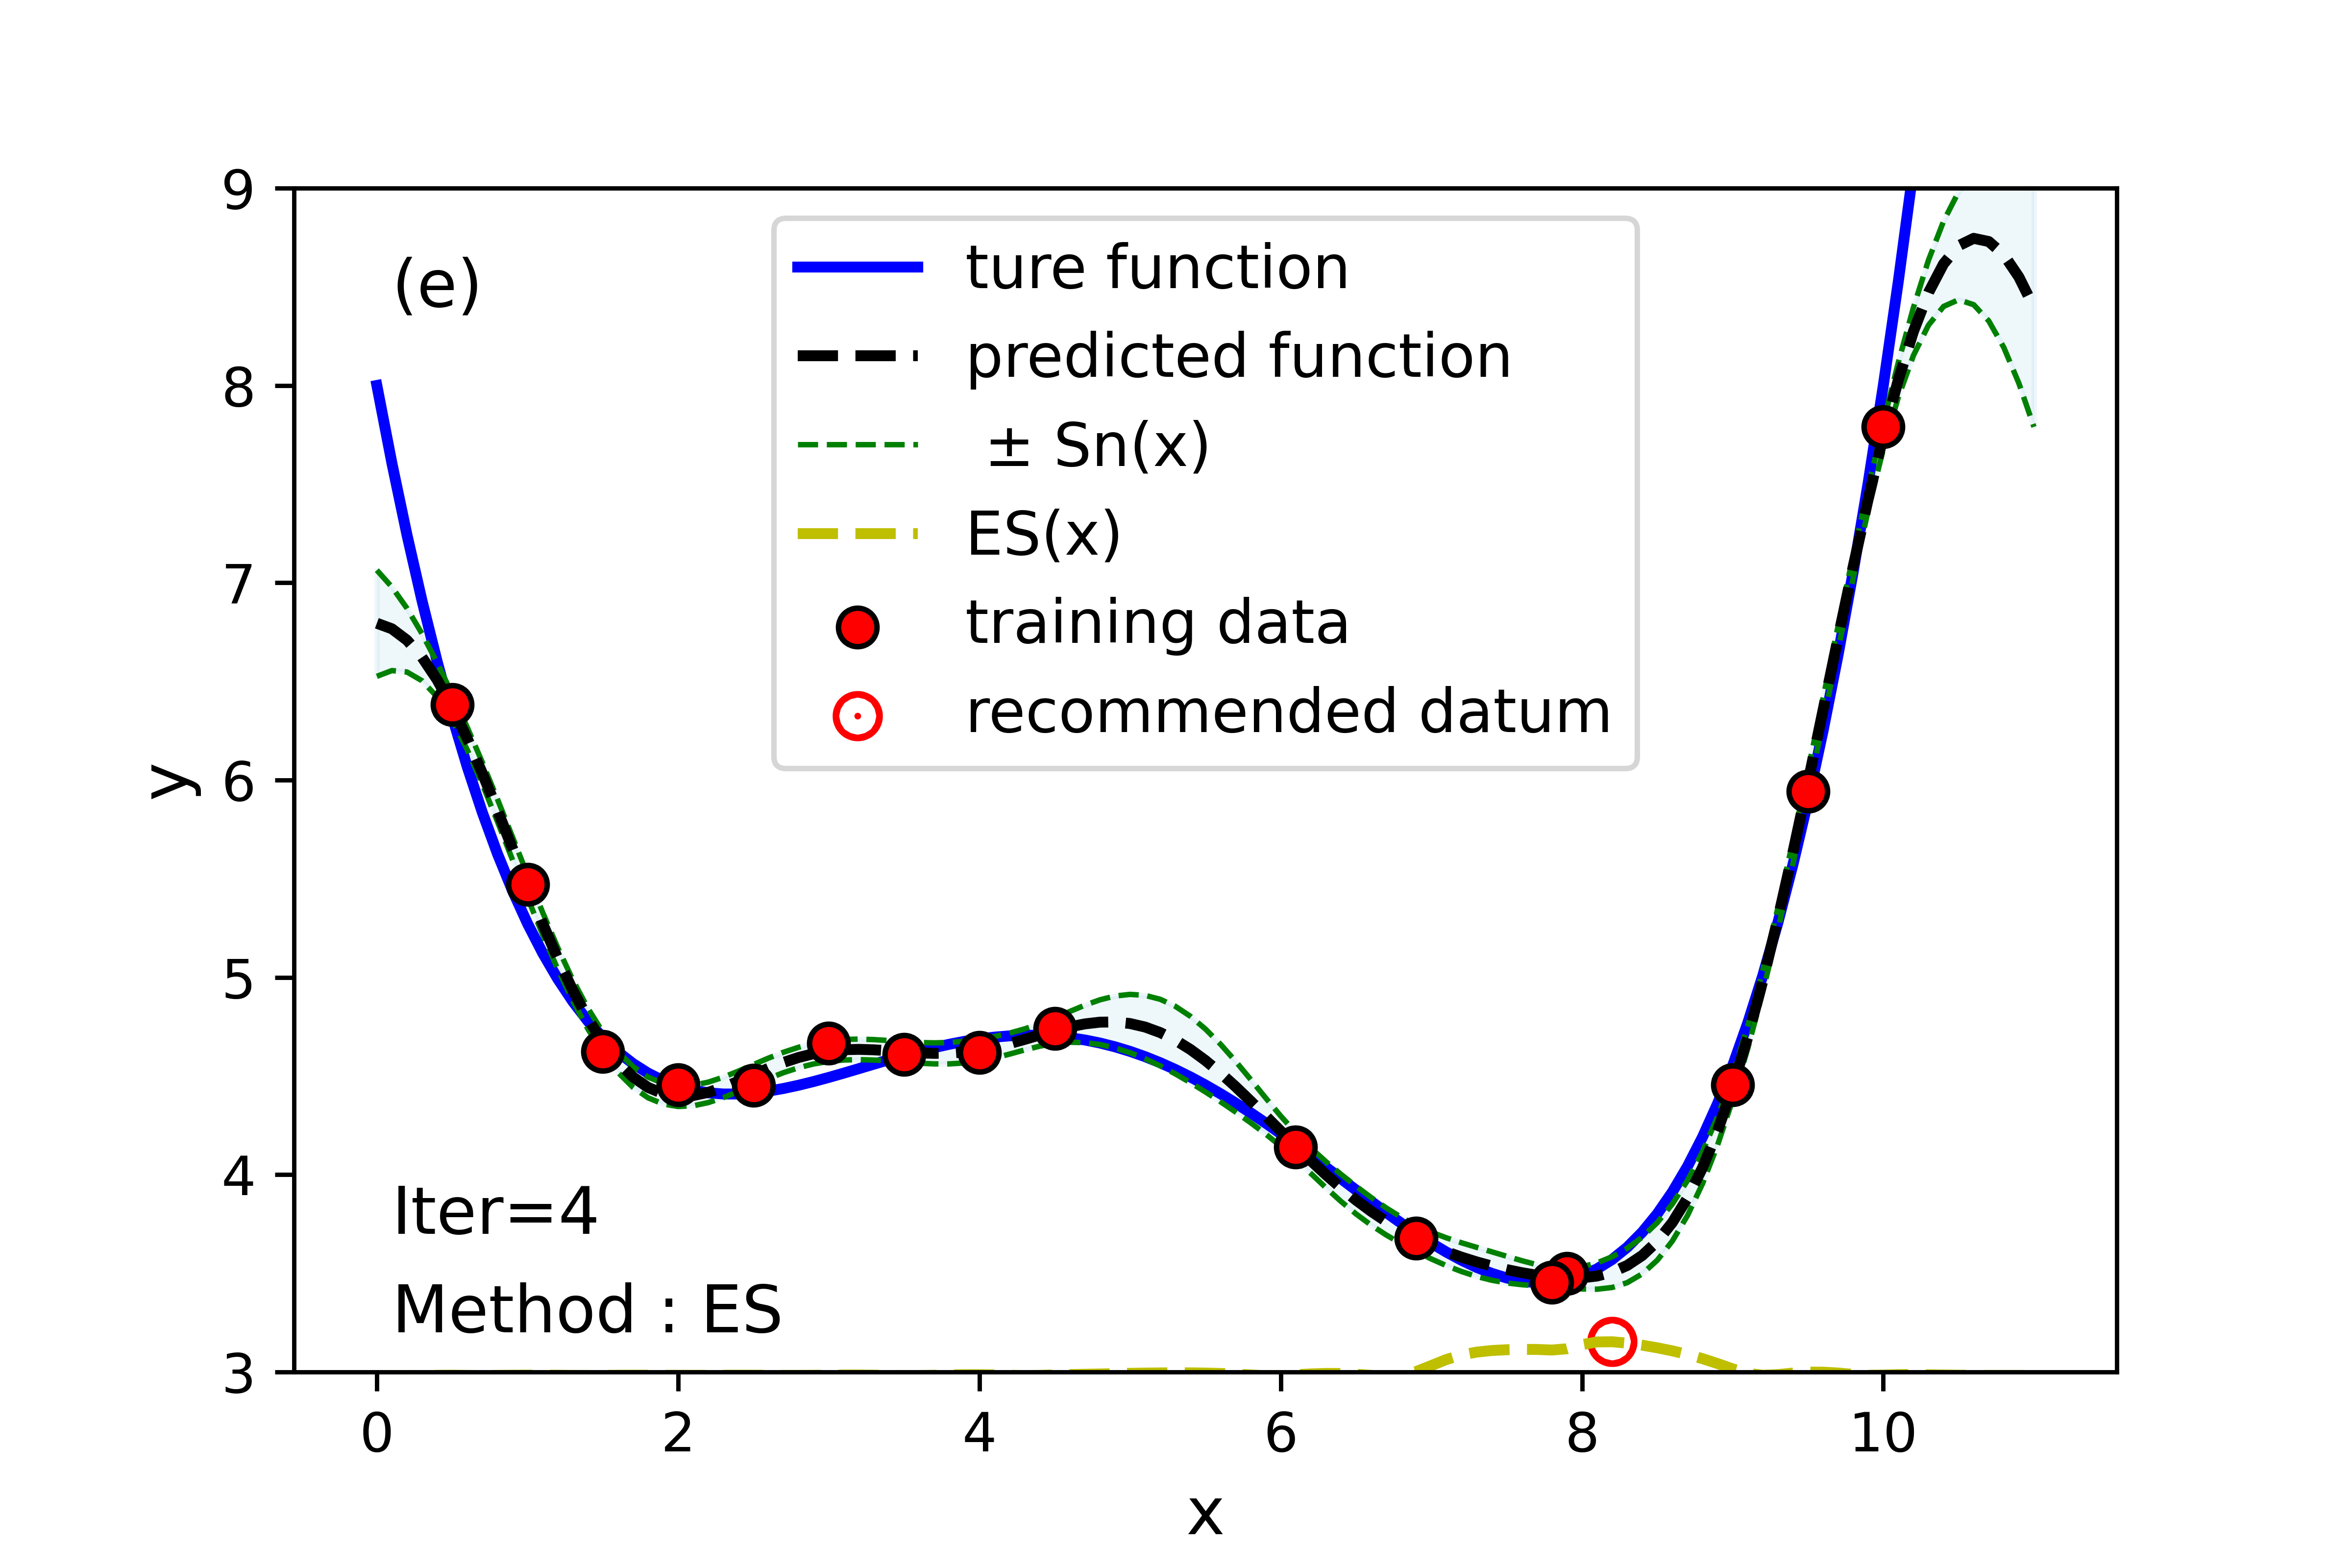 (e)
ture function
predicted function
± Sn(x)
ES(x)
training data
recommended datum
Iter=4
Method : ES
y
9
8
7
6
5
4
3
0 2 4 6 8 10
x